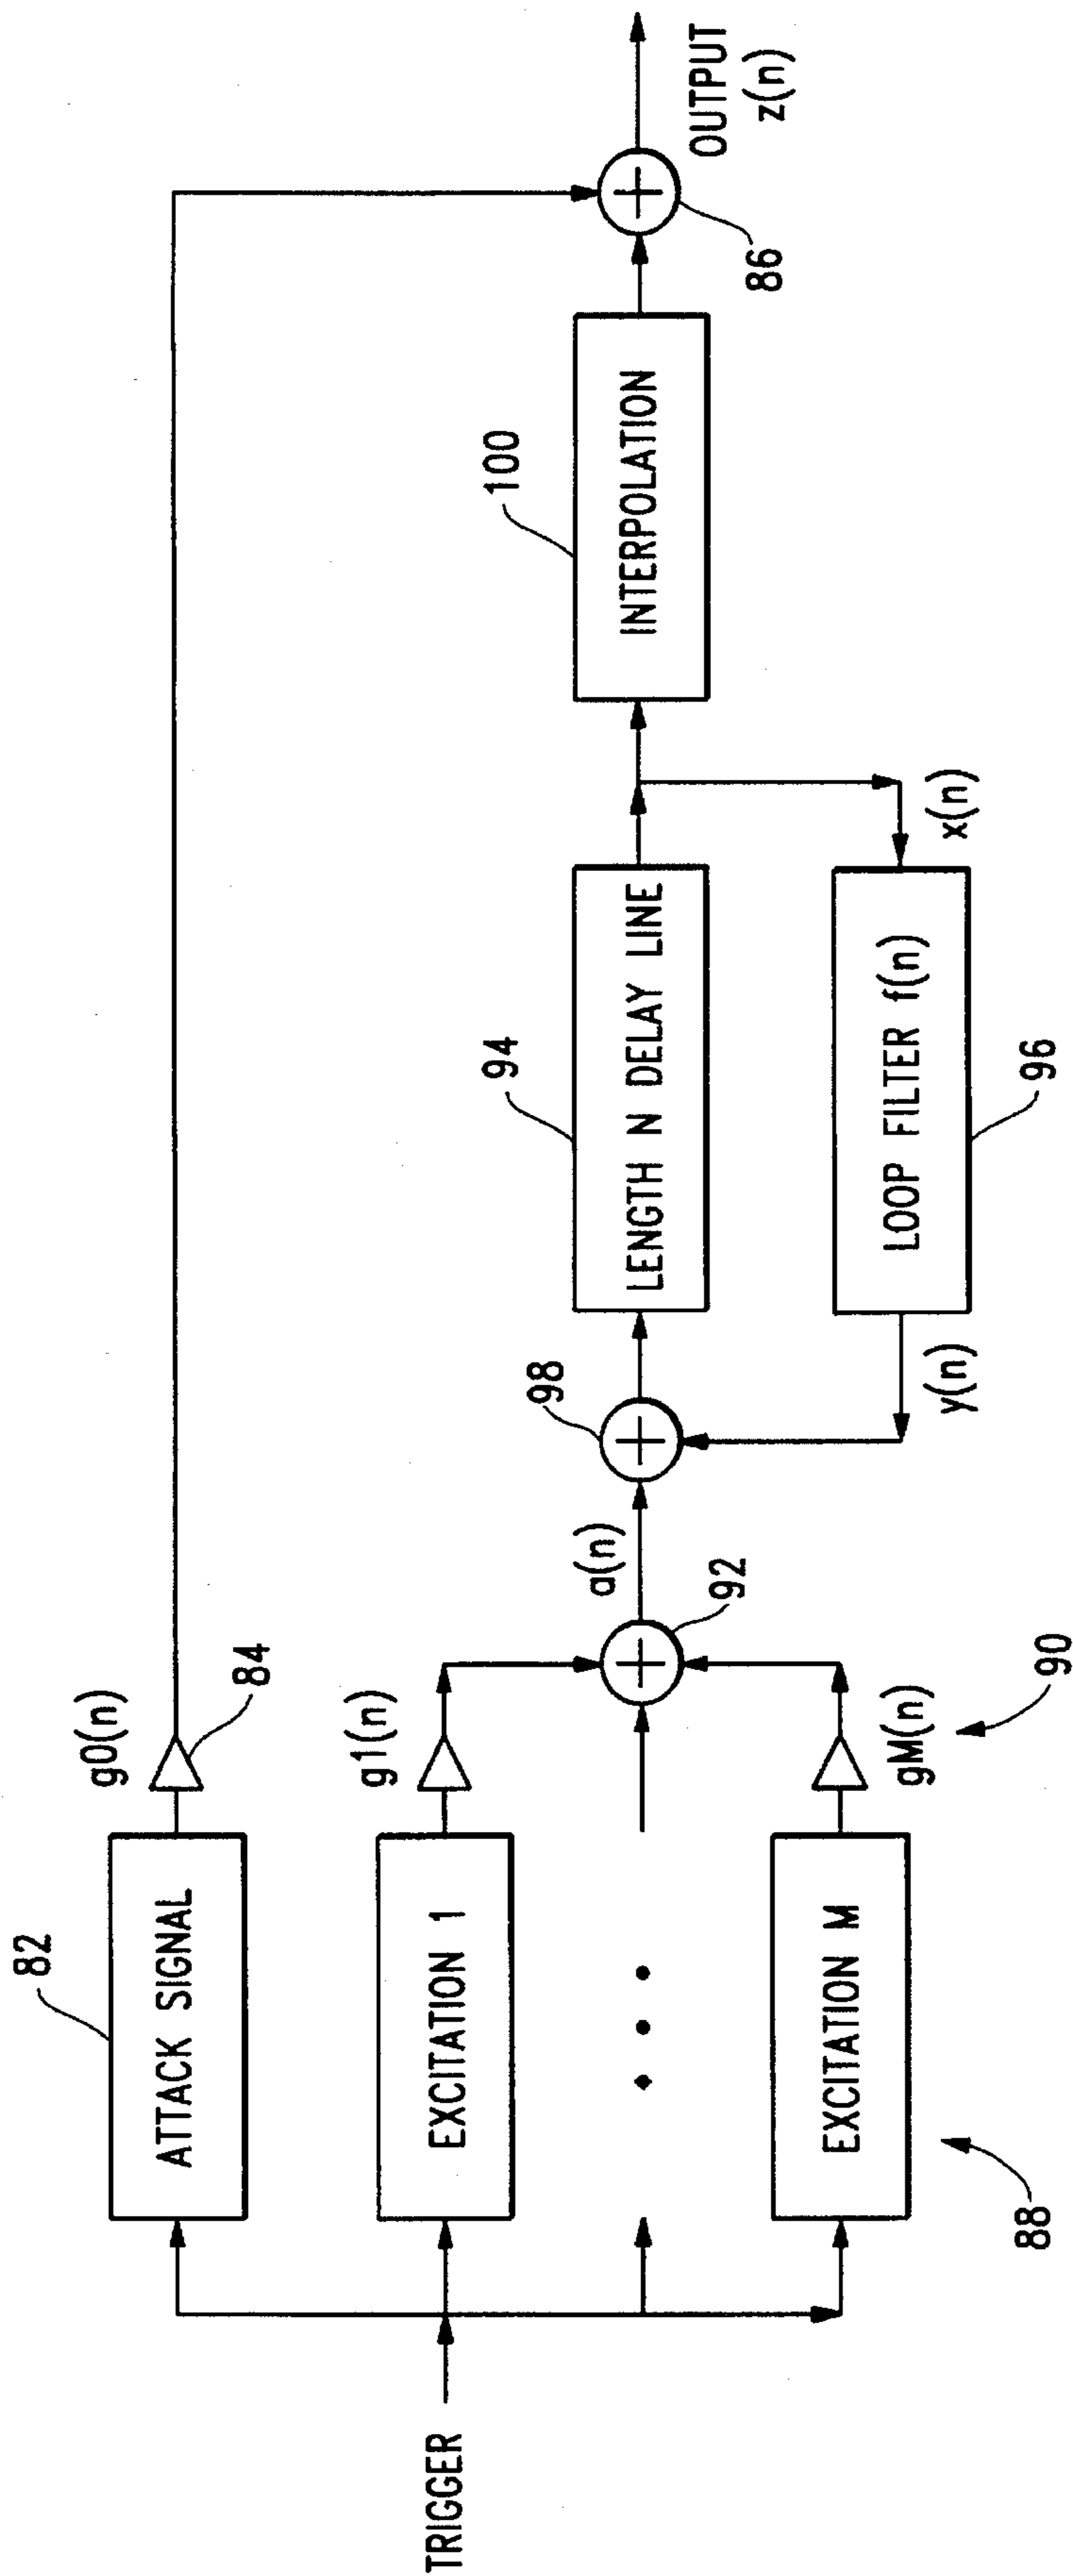 82
ATTACK SIGNAL
g0(n)
84
TRIGGER
EXCITATION 1
g1(n)
EXCITATION M
gM(n)
88
90
92
a(n)
98
94
LENGTH N DELAY LINE
y(n)
LOOP FILTER f(n)
96
x(n)
100
INTERPOLATION
86
OUTPUT
z(n)